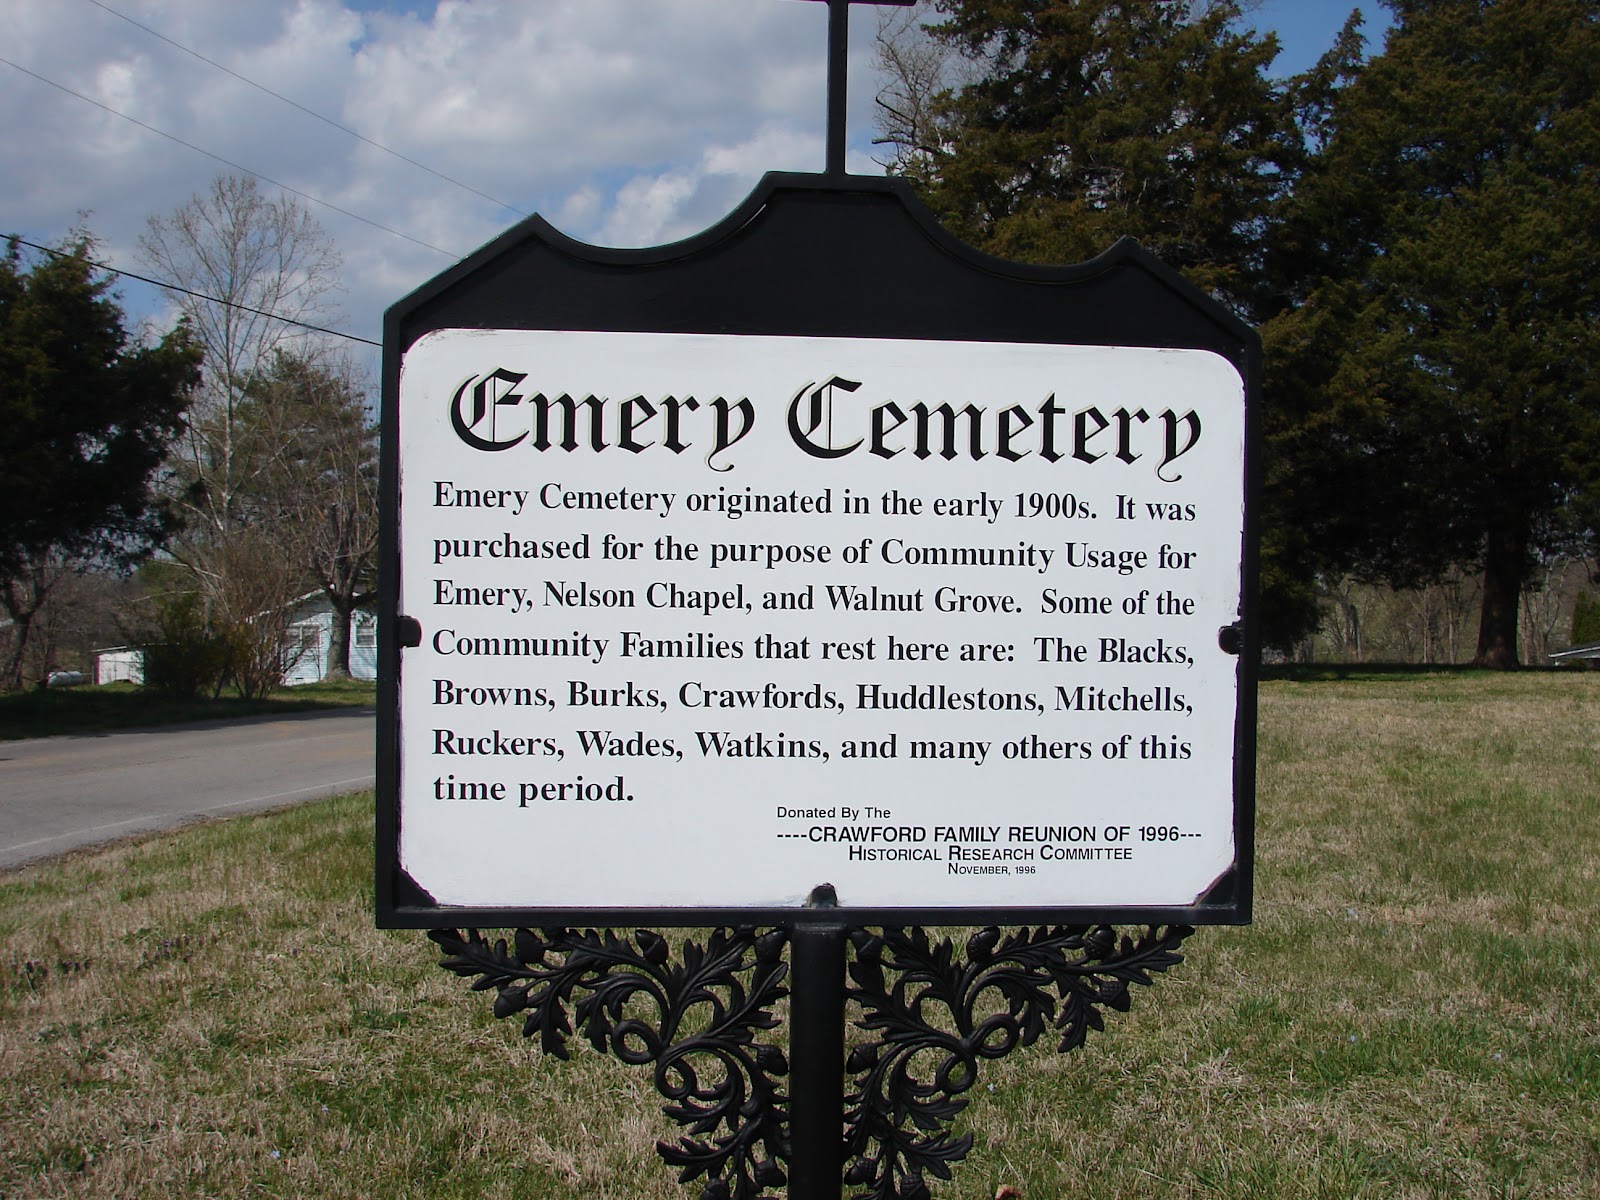 Emery Cemetery
Emery Cemetery originated in the early 1900s. It was
purchased for the purpose of Community Usage for
Emery, Nelson Chapel, and Walnut Grove. Some of the
Community Families that rest here are: The Blacks,
Browns, Burks, Crawfords, Huddlestons, Mitchells,
Ruckers, Wades, Watkins, and many others of this
time period.
Donated By The
----CRAWFORD FAMILY REUNION OF 1996---
HISTORICAL RESEARCH COMMITTEE
NOVEMBER, 1996